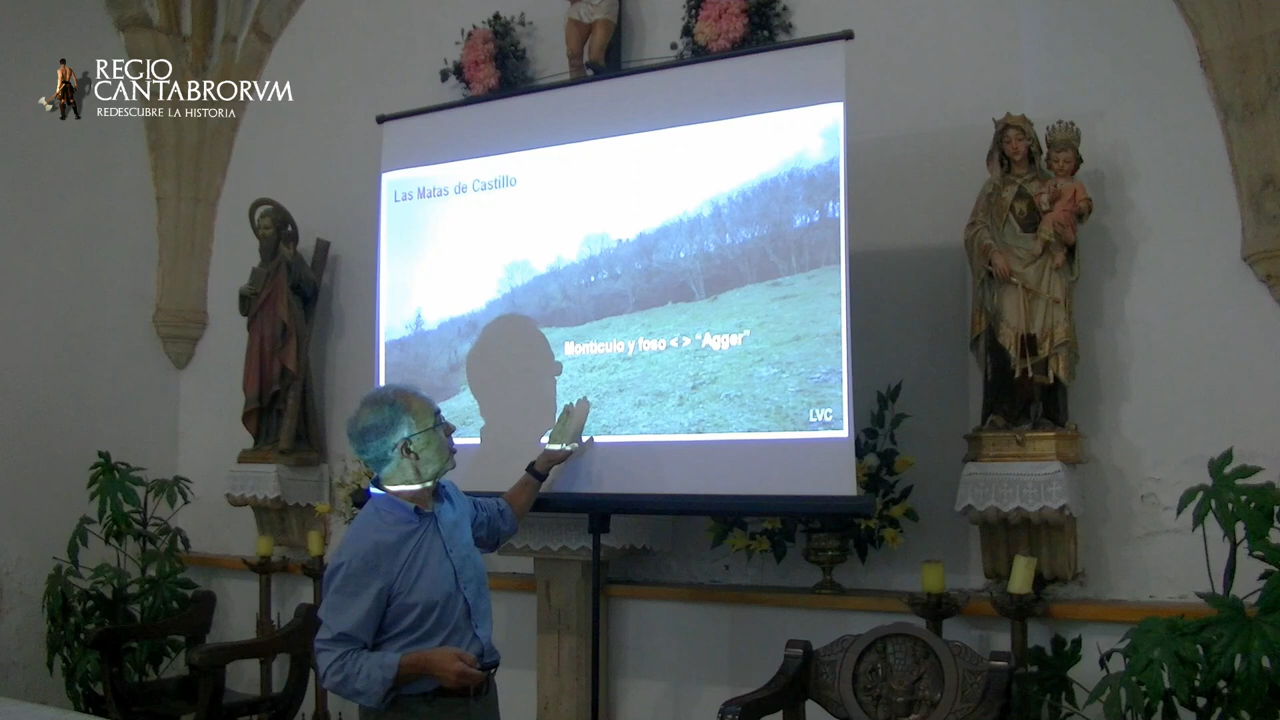 REGIO
CANTABRORVM
REDESCUBRE LA HISTORIA
Las Matas de Castillo
Montículo y foso < > "Agger"
LVC